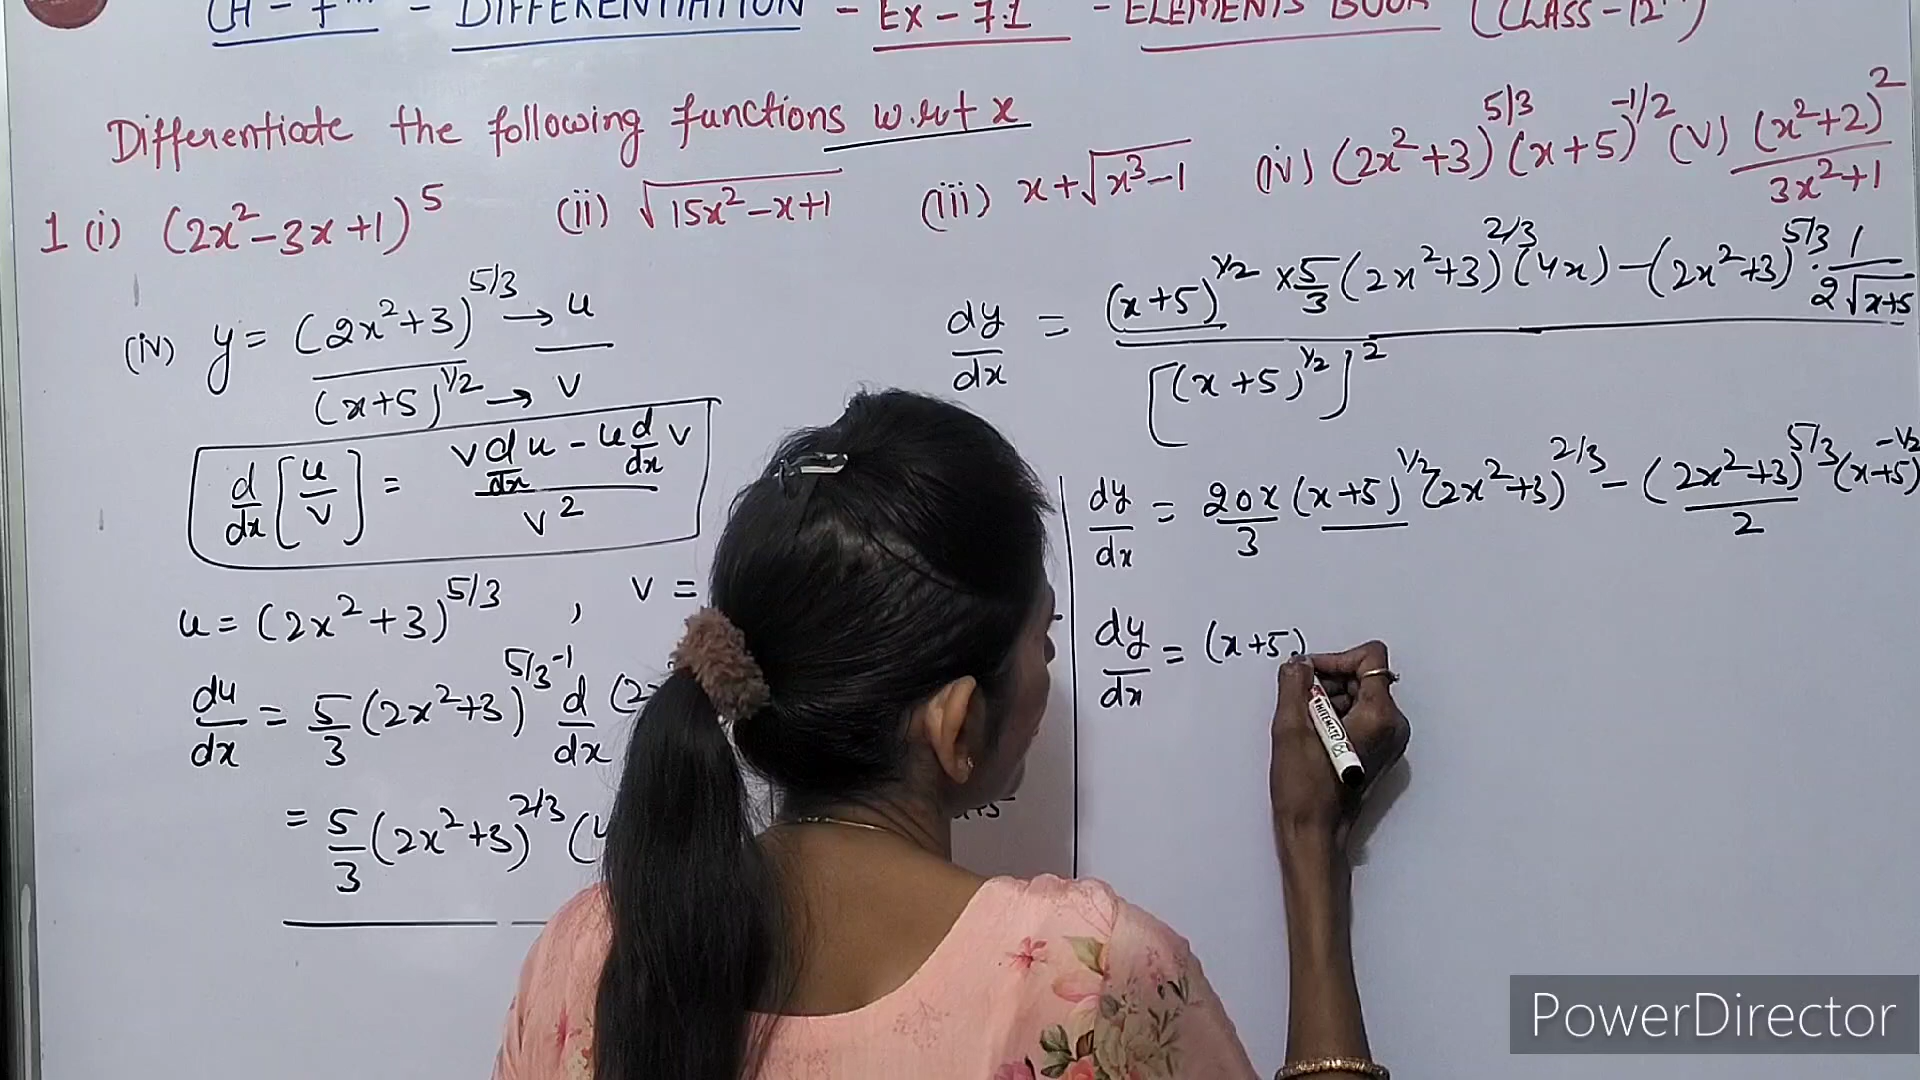 CH - 7th - DIFFERENTIATION - EX - 7.1 - ELEMENTS BOOK (CLASS-12th)
Differentiate the following functions w.r.t x
1 (i) (2x²-3x+1)^5 (ii) √(15x²-x+1) (iii) x+√(x³-1) (iv) (2x²+3)^5/3 (x+5)^-1/2 (V) (x²+2)²/(3x²+1)
(iv) y = (2x²+3)^5/3 → u / (x+5)^1/2 → v
d/dx [u/v] = (v d/dx u - u d/dx v)/v²
u = (2x²+3)^5/3 , v =
du/dx = 5/3 (2x²+3)^5/3-1 d/dx (2
= 5/3 (2x²+3)^2/3 (
dy/dx = ((x+5)^1/2 × 5/3 (2x²+3)^2/3 (4x) - (2x²+3)^5/3 · 1/(2√(x+5)))/[(x+5)^1/2]²
dy/dx = 20x/3 (x+5)^1/2 (2x²+3)^2/3 - (2x²+3)^5/3/2 (x+5)^-1/2
dy/dx = (x+5)
WHITEMATE
PowerDirector